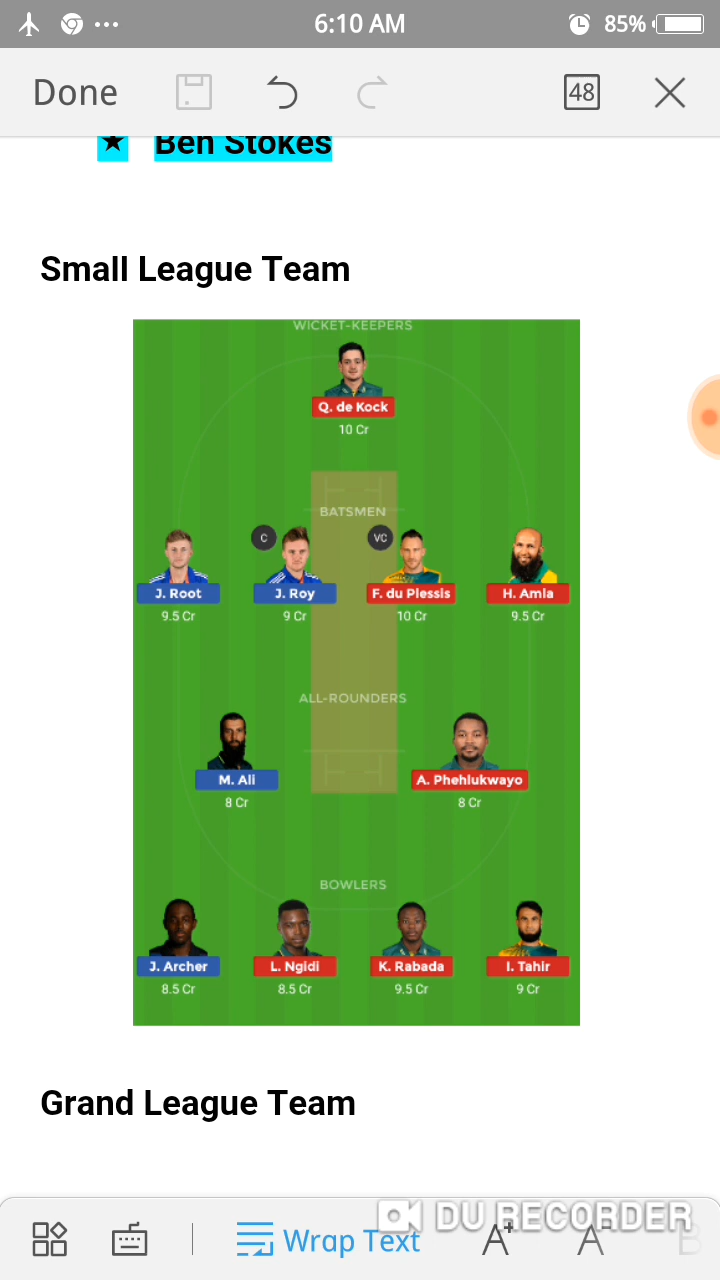 6:10 AM 85%
Done 48
★ Ben Stokes
Small League Team
WICKET-KEEPERS
Q. de Kock
10 Cr
BATSMEN
C VC
J. Root J. Roy F. du Plessis H. Amla
9.5 Cr 9 Cr 10 Cr 9.5 Cr
ALL-ROUNDERS
M. Ali A. Phehlukwayo
8 Cr 8 Cr
BOWLERS
J. Archer L. Ngidi K. Rabada I. Tahir
8.5 Cr 8.5 Cr 9.5 Cr 9 Cr
Grand League Team
DU RECORDER
Wrap Text A+ A- B